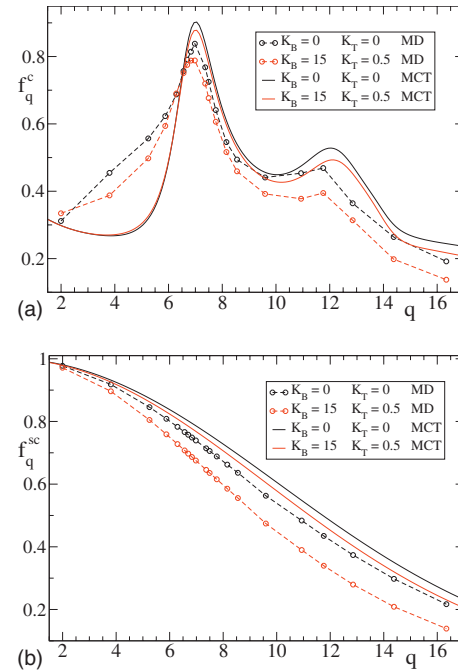 f_q^c
K_B = 0 K_T = 0 MD
K_B = 15 K_T = 0.5 MD
K_B = 0 K_T = 0 MCT
K_B = 15 K_T = 0.5 MCT
0.8
0.6
0.4
0.2
2 4 6 8 10 12 14 16
(a)
q
f_q^sc
K_B = 0 K_T = 0 MD
K_B = 15 K_T = 0.5 MD
K_B = 0 K_T = 0 MCT
K_B = 15 K_T = 0.5 MCT
1
0.8
0.6
0.4
0.2
2 4 6 8 10 12 14 16
(b)
q